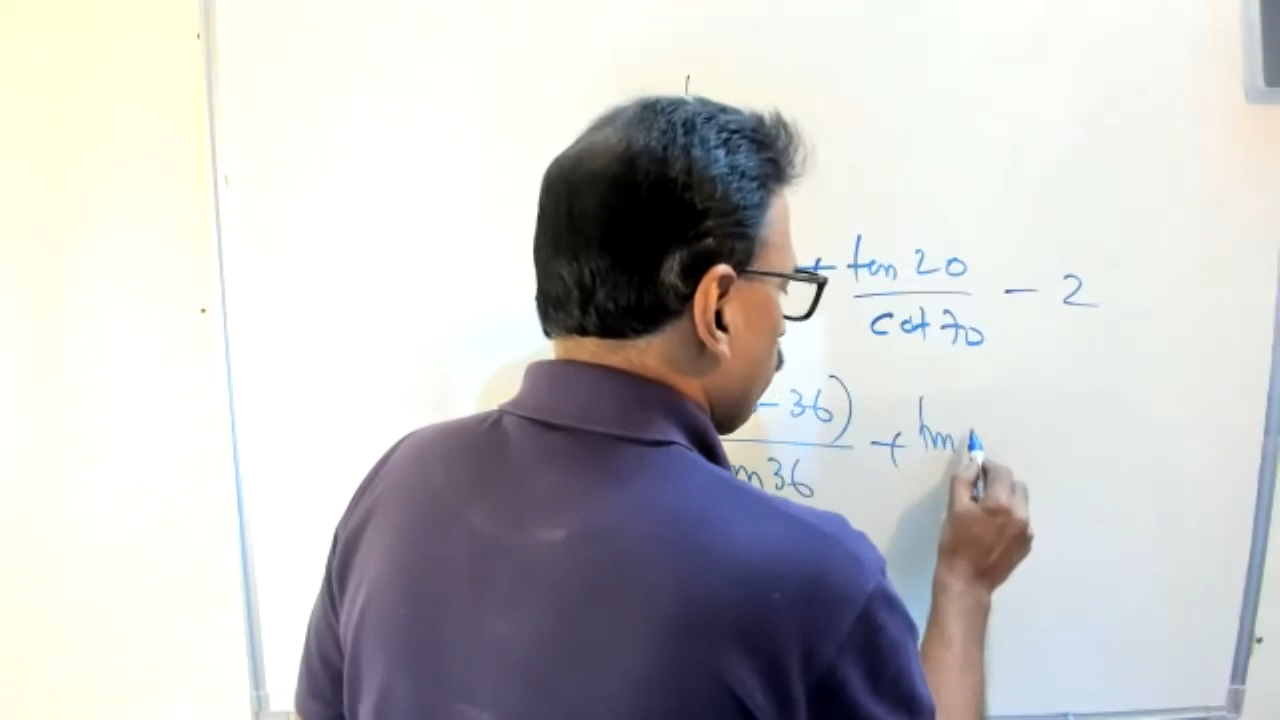 + tan 20 - 2
cot 70
- 36) + tan
36